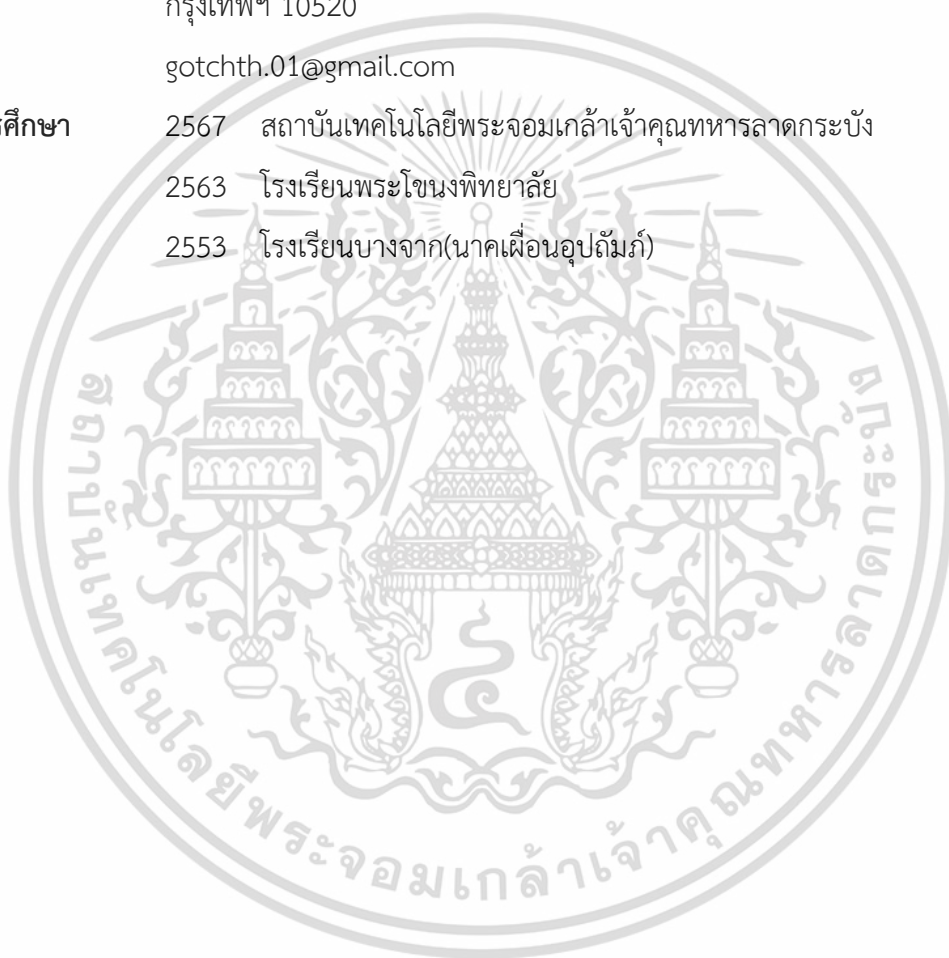 กรุงเทพฯ 10520
gotchth.01@gmail.com
ศึกษา 2567 สถาบันเทคโนโลยีพระจอมเกล้าเจ้าคุณทหารลาดกระบัง
2563 โรงเรียนพระโขนงพิทยาลัย
2553 โรงเรียนบางจาก(นาคเผื่อนอุปถัมภ์)
๔
สถาบันเทคโนโลยีพระจอมเกล้าเจ้าคุณทหารลาดกระบัง